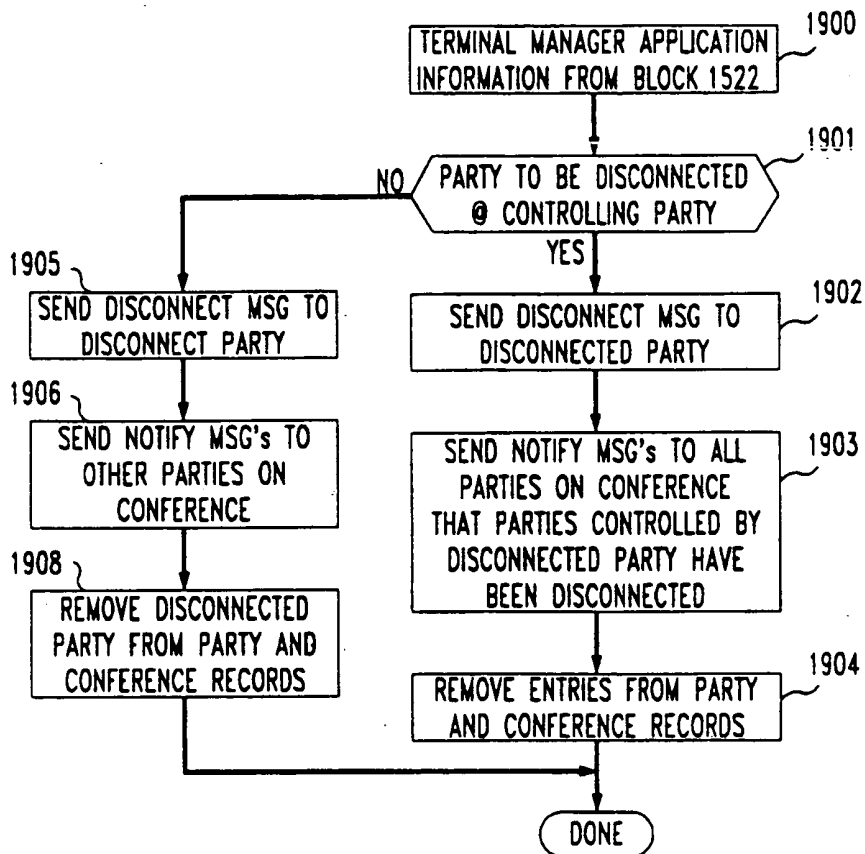 1900
TERMINAL MANAGER APPLICATION
INFORMATION FROM BLOCK 1522
1901
NO
PARTY TO BE DISCONNECTED
@ CONTROLLING PARTY
YES
1905
SEND DISCONNECT MSG TO
DISCONNECT PARTY
1902
SEND DISCONNECT MSG TO
DISCONNECTED PARTY
1906
SEND NOTIFY MSG's TO
OTHER PARTIES ON
CONFERENCE
1903
SEND NOTIFY MSG's TO ALL
PARTIES ON CONFERENCE
THAT PARTIES CONTROLLED BY
DISCONNECTED PARTY HAVE
BEEN DISCONNECTED
1908
REMOVE DISCONNECTED
PARTY FROM PARTY AND
CONFERENCE RECORDS
1904
REMOVE ENTRIES FROM PARTY
AND CONFERENCE RECORDS
DONE